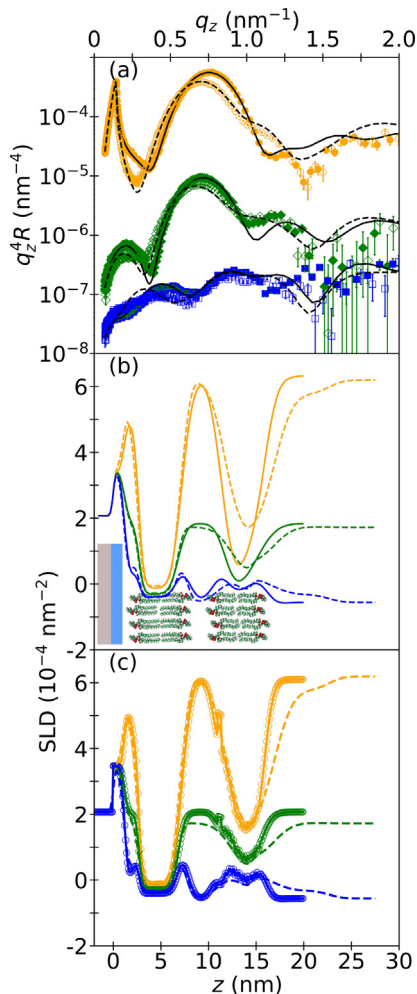 q_z (nm⁻¹)
0 0.5 1.0 1.5 2.0
(a)
10⁻⁴
10⁻⁵
10⁻⁶
10⁻⁷
10⁻⁸
q_z⁴R (nm⁻⁴)
(b)
6
4
2
0
-2
SLD (10⁻⁴ nm⁻²)
(c)
6
4
2
0
-2
0 5 10 15 20 25 30
z (nm)